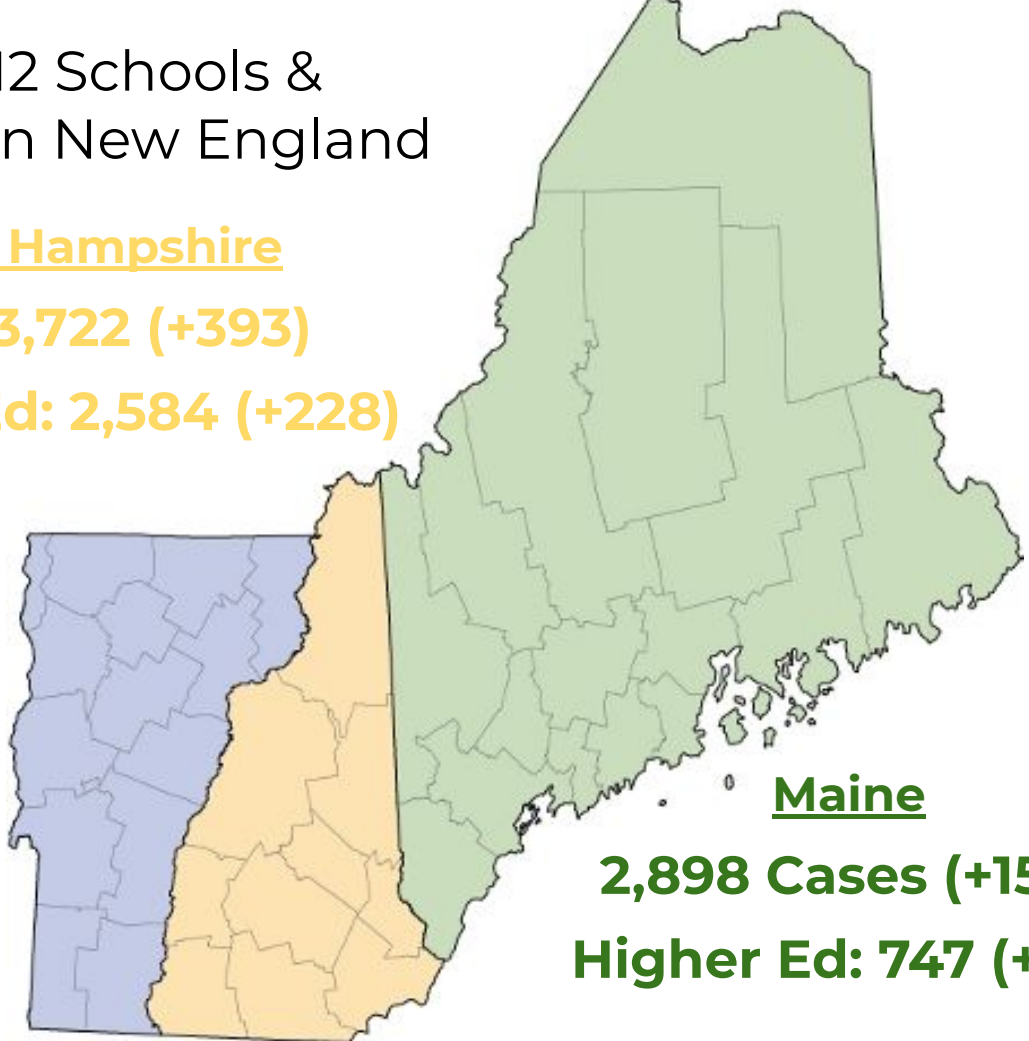 12 Schools &
n New England
Hampshire
3,722 (+393)
d: 2,584 (+228)
Maine
2,898 Cases (+15
Higher Ed: 747 (+